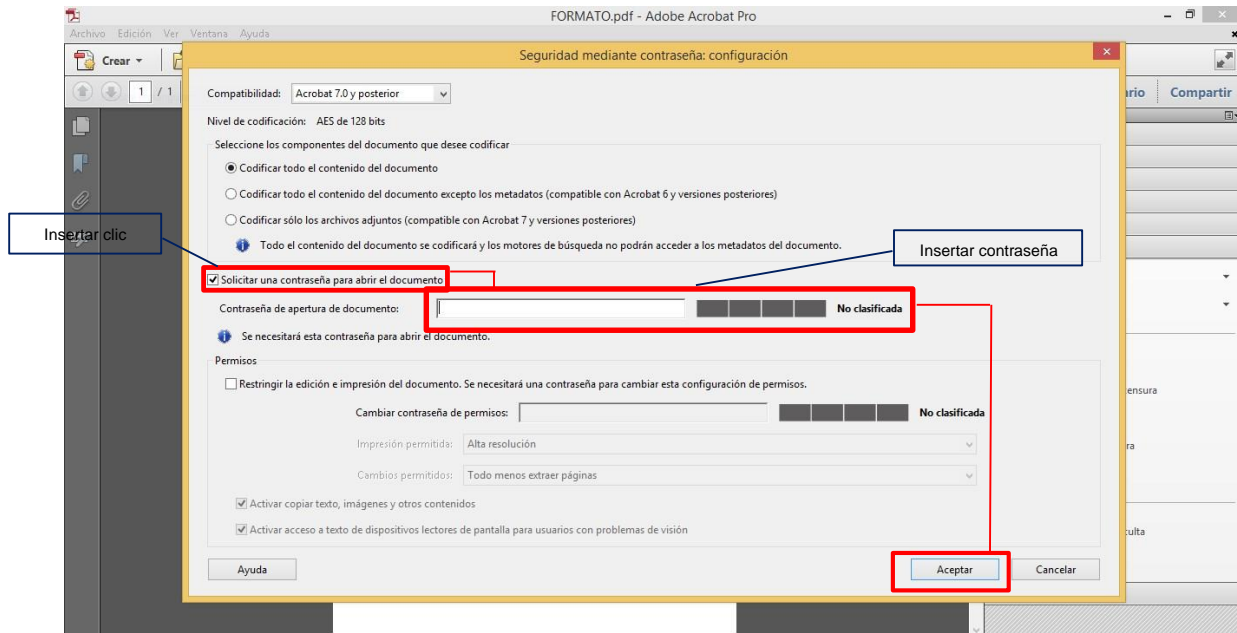 FORMATO.pdf - Adobe Acrobat Pro
Archivo Edición Ver Ventana Ayuda
Crear
Seguridad mediante contraseña: configuración
1 / 1
Compartir
Compatibilidad: Acrobat 7.0 y posterior
Nivel de codificación: AES de 128 bits
Seleccione los componentes del documento que desee codificar
Codificar todo el contenido del documento
Codificar todo el contenido del documento excepto los metadatos (compatible con Acrobat 6 y versiones posteriores)
Codificar sólo los archivos adjuntos (compatible con Acrobat 7 y versiones posteriores)
Insertar clic
Todo el contenido del documento se codificará y los motores de búsqueda no podrán acceder a los metadatos del documento.
Insertar contraseña
Solicitar una contraseña para abrir el documento
Contraseña de apertura de documento: No clasificada
Se necesitará esta contraseña para abrir el documento.
Permisos
Restringir la edición e impresión del documento. Se necesitará una contraseña para cambiar esta configuración de permisos.
ensura
Cambiar contraseña de permisos: No clasificada
Impresión permitida: Alta resolución
ra
Cambios permitidos: Todo menos extraer páginas
Activar copiar texto, imágenes y otros contenidos
Activar acceso a texto de dispositivos lectores de pantalla para usuarios con problemas de visión
culta
Ayuda Aceptar Cancelar